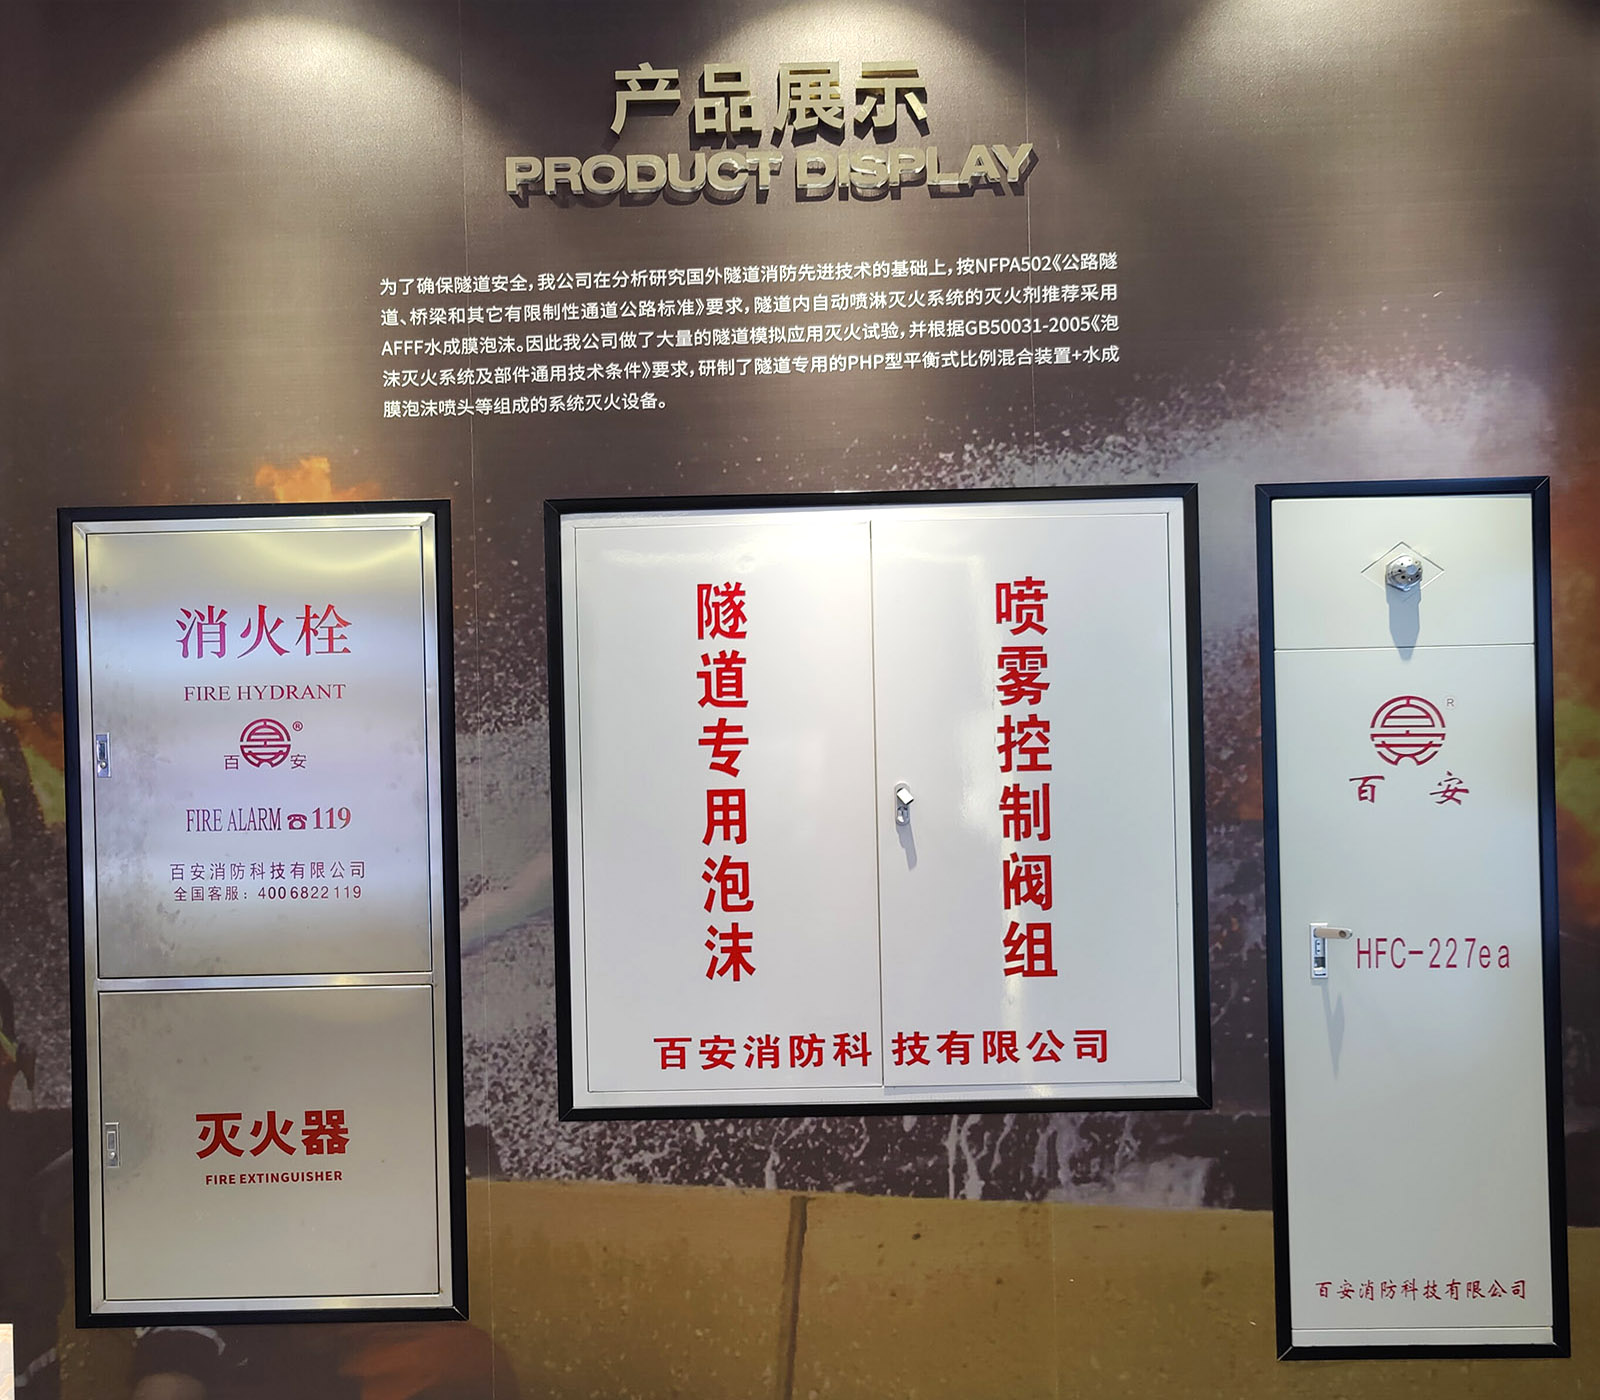 产品展示
PRODUCT DISPLAY
为了确保隧道安全，我公司在分析研究国外隧道消防先进技术的基础上，按NFPA502《公路隧
道、桥梁和其它有限制性通道公路标准》要求，隧道内自动喷淋灭火系统的灭火剂推荐采用
AFFF水成膜泡沫。因此我公司做了大量的隧道模拟应用灭火试验，并根据GB50031-2005《泡
沫灭火系统及部件通用技术条件》要求，研制了隧道专用的PHP型平衡式比例混合装置+水成
膜泡沫喷头等组成的系统灭火设备。
消火栓
FIRE HYDRANT
®
百安
FIRE ALARM ☎119
百安消防科技有限公司
全国客服：4006822119
灭火器
FIRE EXTINGUISHER
隧道专用泡沫
喷雾控制阀组
百安消防科技有限公司
®
百安
HFC-227ea
百安消防科技有限公司